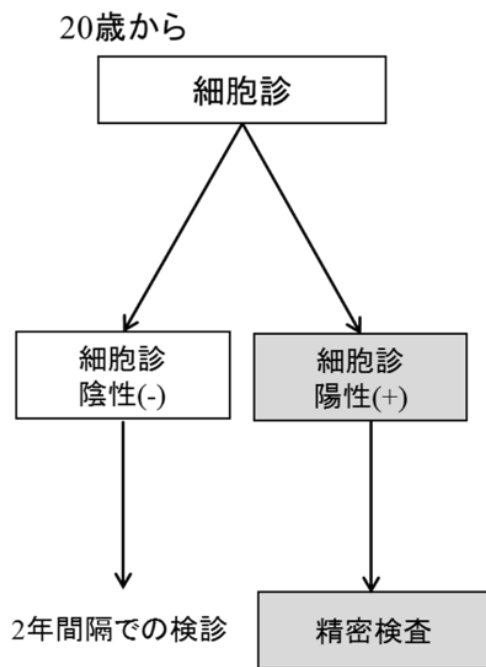 20歳から
細胞診
細胞診
陰性(-)
細胞診
陽性(+)
2年間隔での検診
精密検査